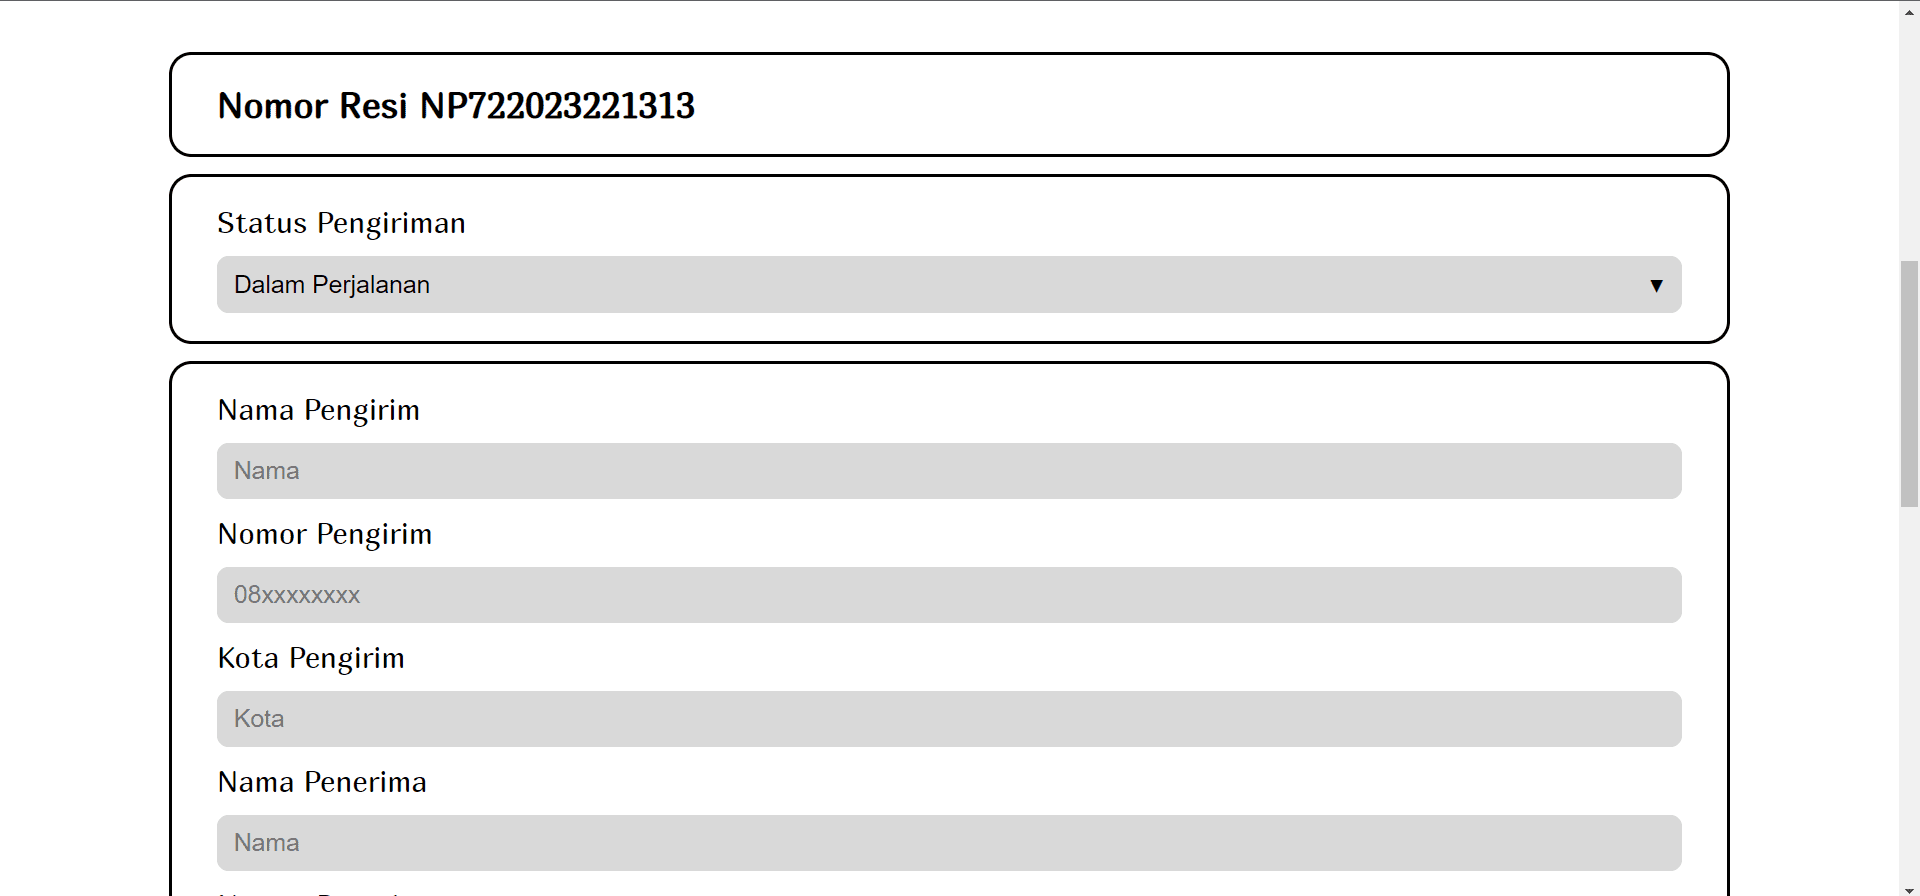 Nomor Resi NP722023221313
Status Pengiriman
Dalam Perjalanan
Nama Pengirim
Nama
Nomor Pengirim
08xxxxxxxx
Kota Pengirim
Kota
Nama Penerima
Nama